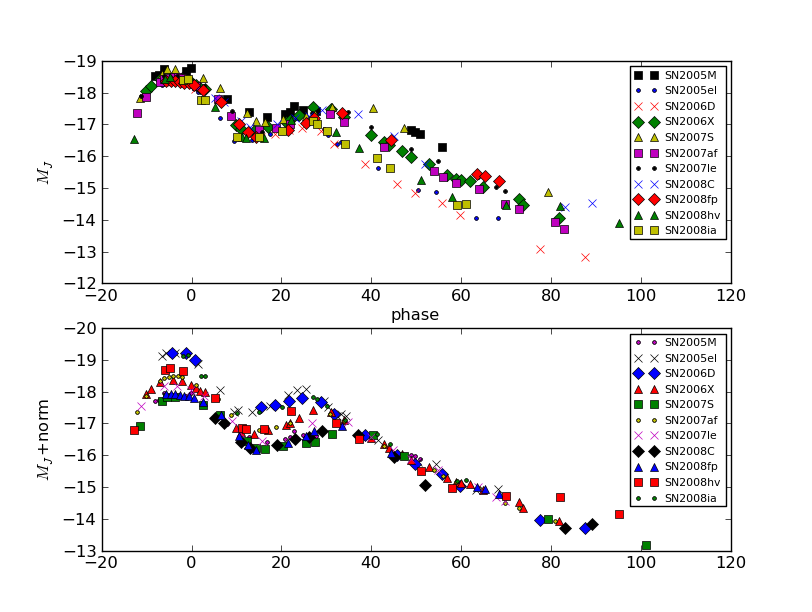 −19
−18
−17
−16
−15
−14
−13
−12
M_J
−20
0
20
40
60
80
100
120
phase
SN2005M
SN2005el
SN2006D
SN2006X
SN2007S
SN2007af
SN2007le
SN2008C
SN2008fp
SN2008hv
SN2008ia
−20
−19
−18
−17
−16
−15
−14
−13
M_J+norm
−20
0
20
40
60
80
100
120
SN2005M
SN2005el
SN2006D
SN2006X
SN2007S
SN2007af
SN2007le
SN2008C
SN2008fp
SN2008hv
SN2008ia